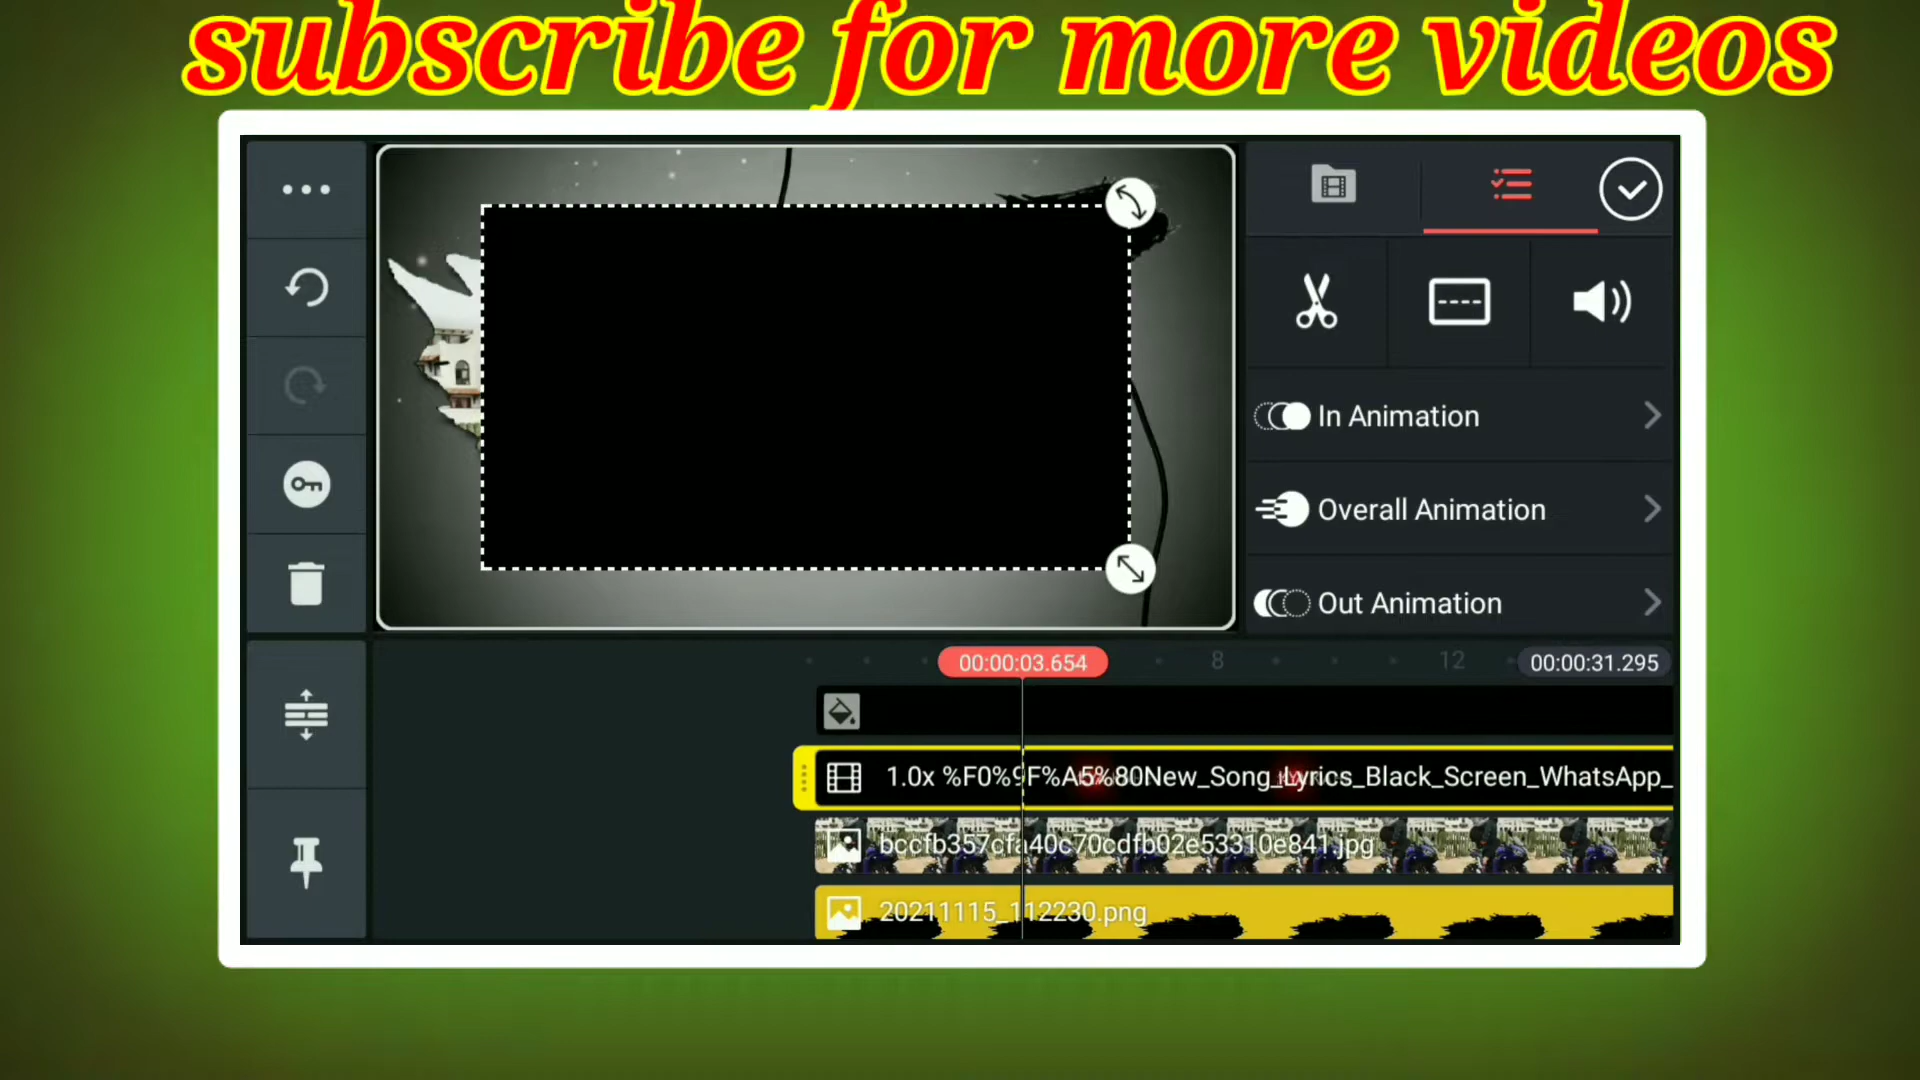 subscribe for more videos
In Animation
Overall Animation
Out Animation
00:00:03.654
8
12
00:00:31.295
1.0x %F0%9F%A5%80New_Song_Lyrics_Black_Screen_WhatsApp_
bccfb357cfa40c70cdfb02e53310e841.jpg
20211115_112230.png